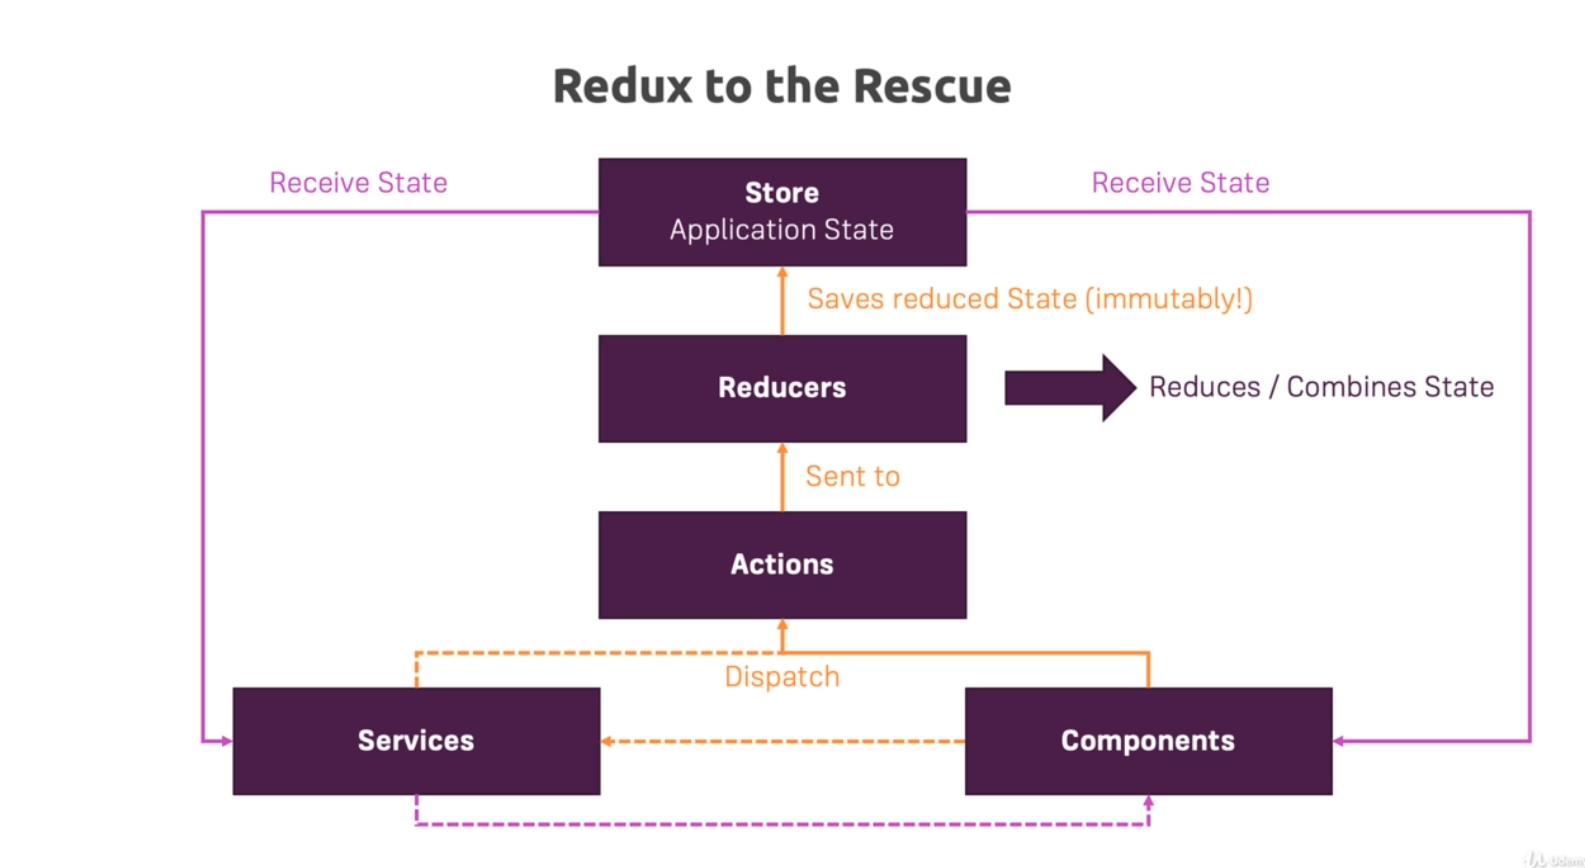 Redux to the Rescue
Receive State
Store
Application State
Receive State
Saves reduced State (immutably!)
Reducers
Reduces / Combines State
Sent to
Actions
Dispatch
Services
Components
Udemy